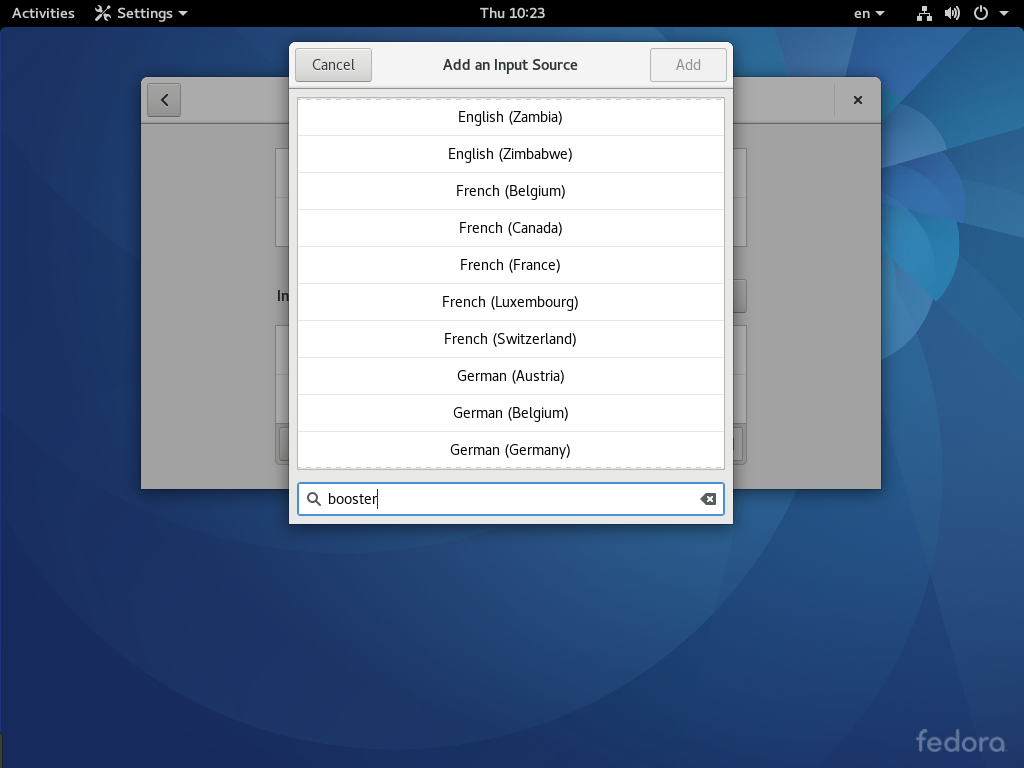 Activities Settings Thu 10:23 en
Cancel Add an Input Source Add
English (Zambia)
English (Zimbabwe)
French (Belgium)
French (Canada)
French (France)
In
French (Luxembourg)
French (Switzerland)
German (Austria)
German (Belgium)
German (Germany)
booster
fedora